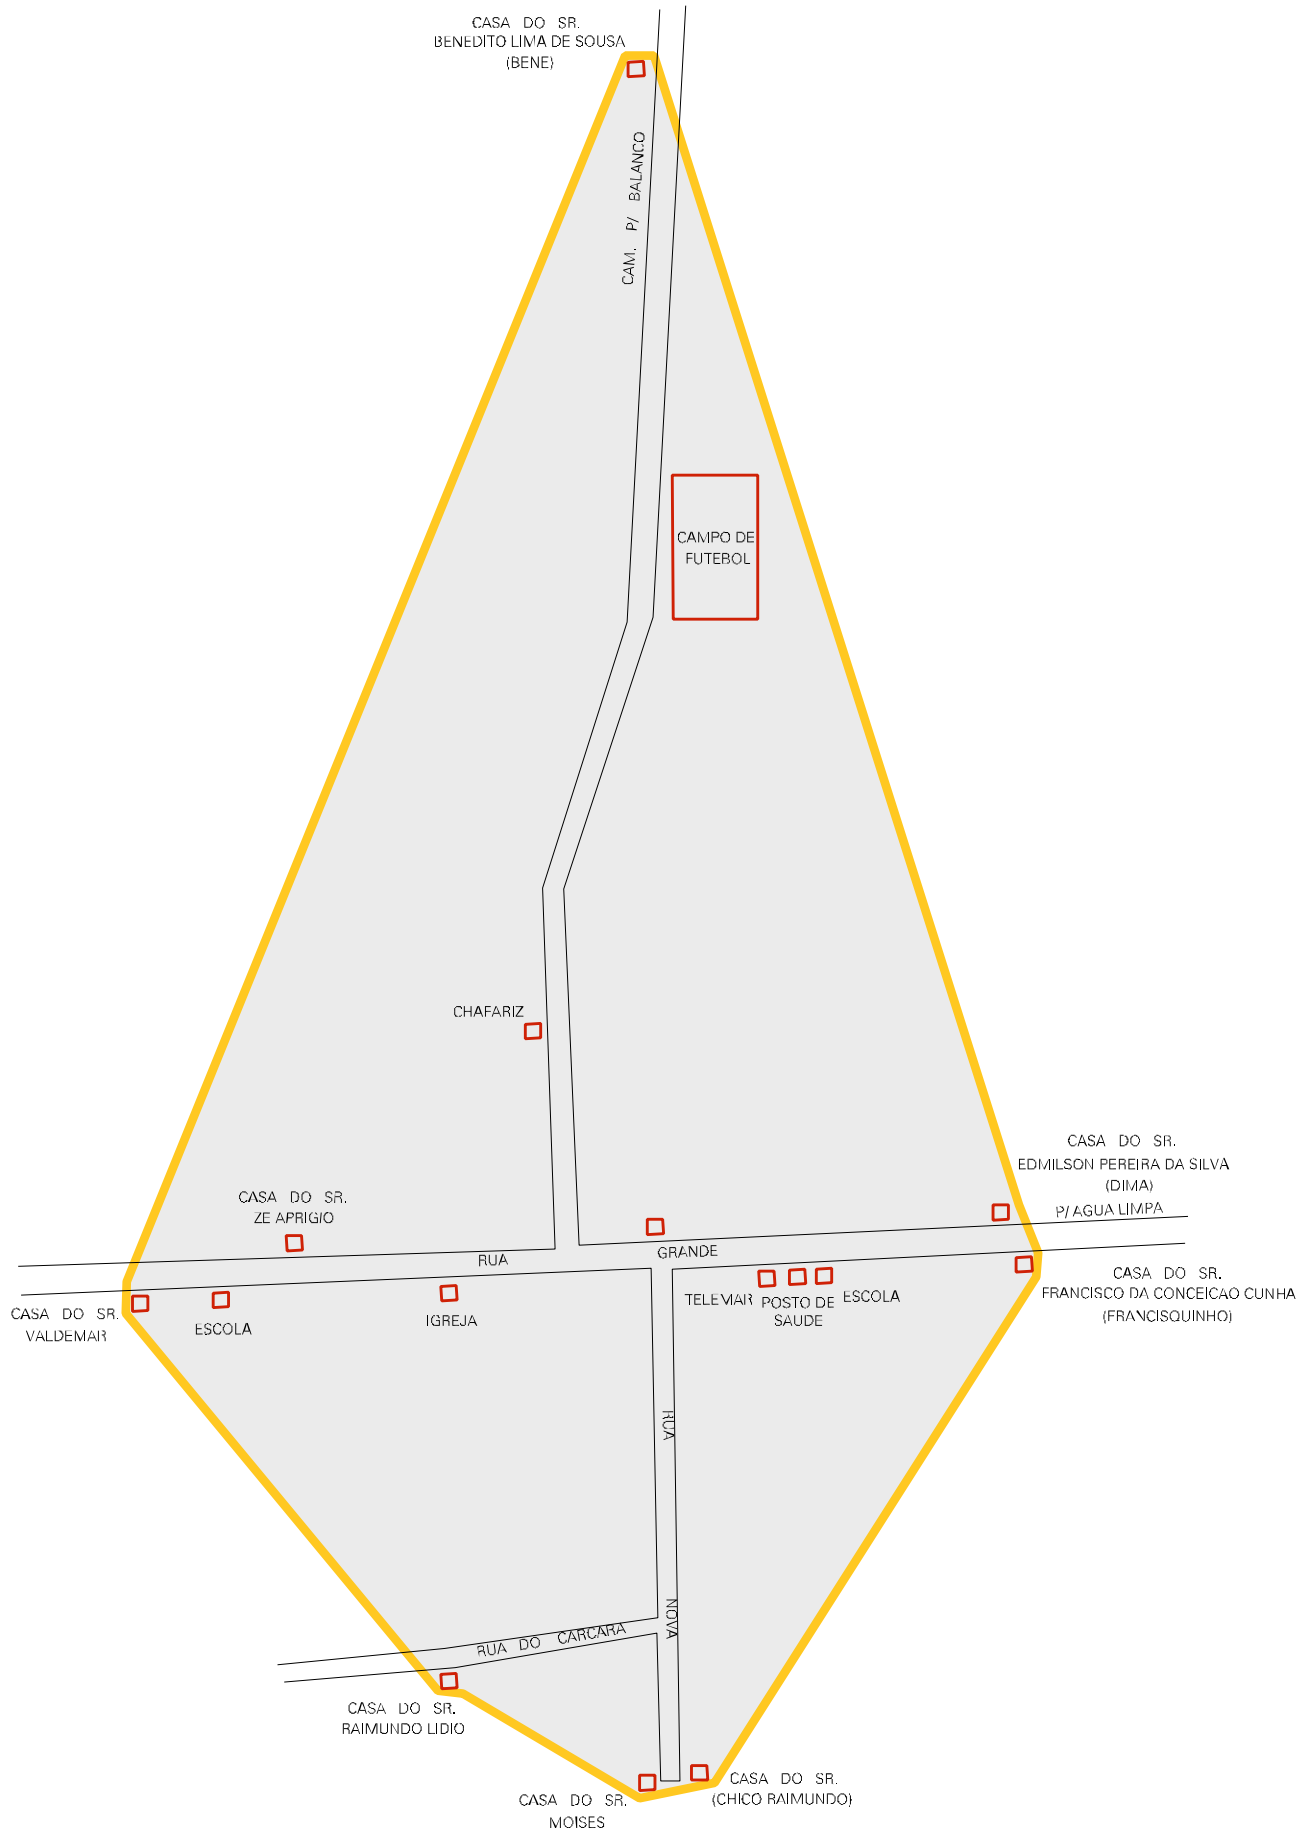 CASA DO SR.
BENEDITO LIMA DE SOUSA
(BENE)
CAM. P/ BALANCO
CAMPO DE
FUTEBOL
CHAFARIZ
CASA DO SR.
EDMILSON PEREIRA DA SILVA
(DIMA)
P/ AGUA LIMPA
CASA DO SR.
ZE APRIGIO
RUA GRANDE
CASA DO SR.
VALDEMAR
ESCOLA
IGREJA
TELEMAR
POSTO DE
SAUDE
ESCOLA
CASA DO SR.
FRANCISCO DA CONCEICAO CUNHA
(FRANCISQUINHO)
RUA NOVA
RUA DO CARCARA
CASA DO SR.
RAIMUNDO LIDIO
CASA DO SR.
MOISES
CASA DO SR.
(CHICO RAIMUNDO)